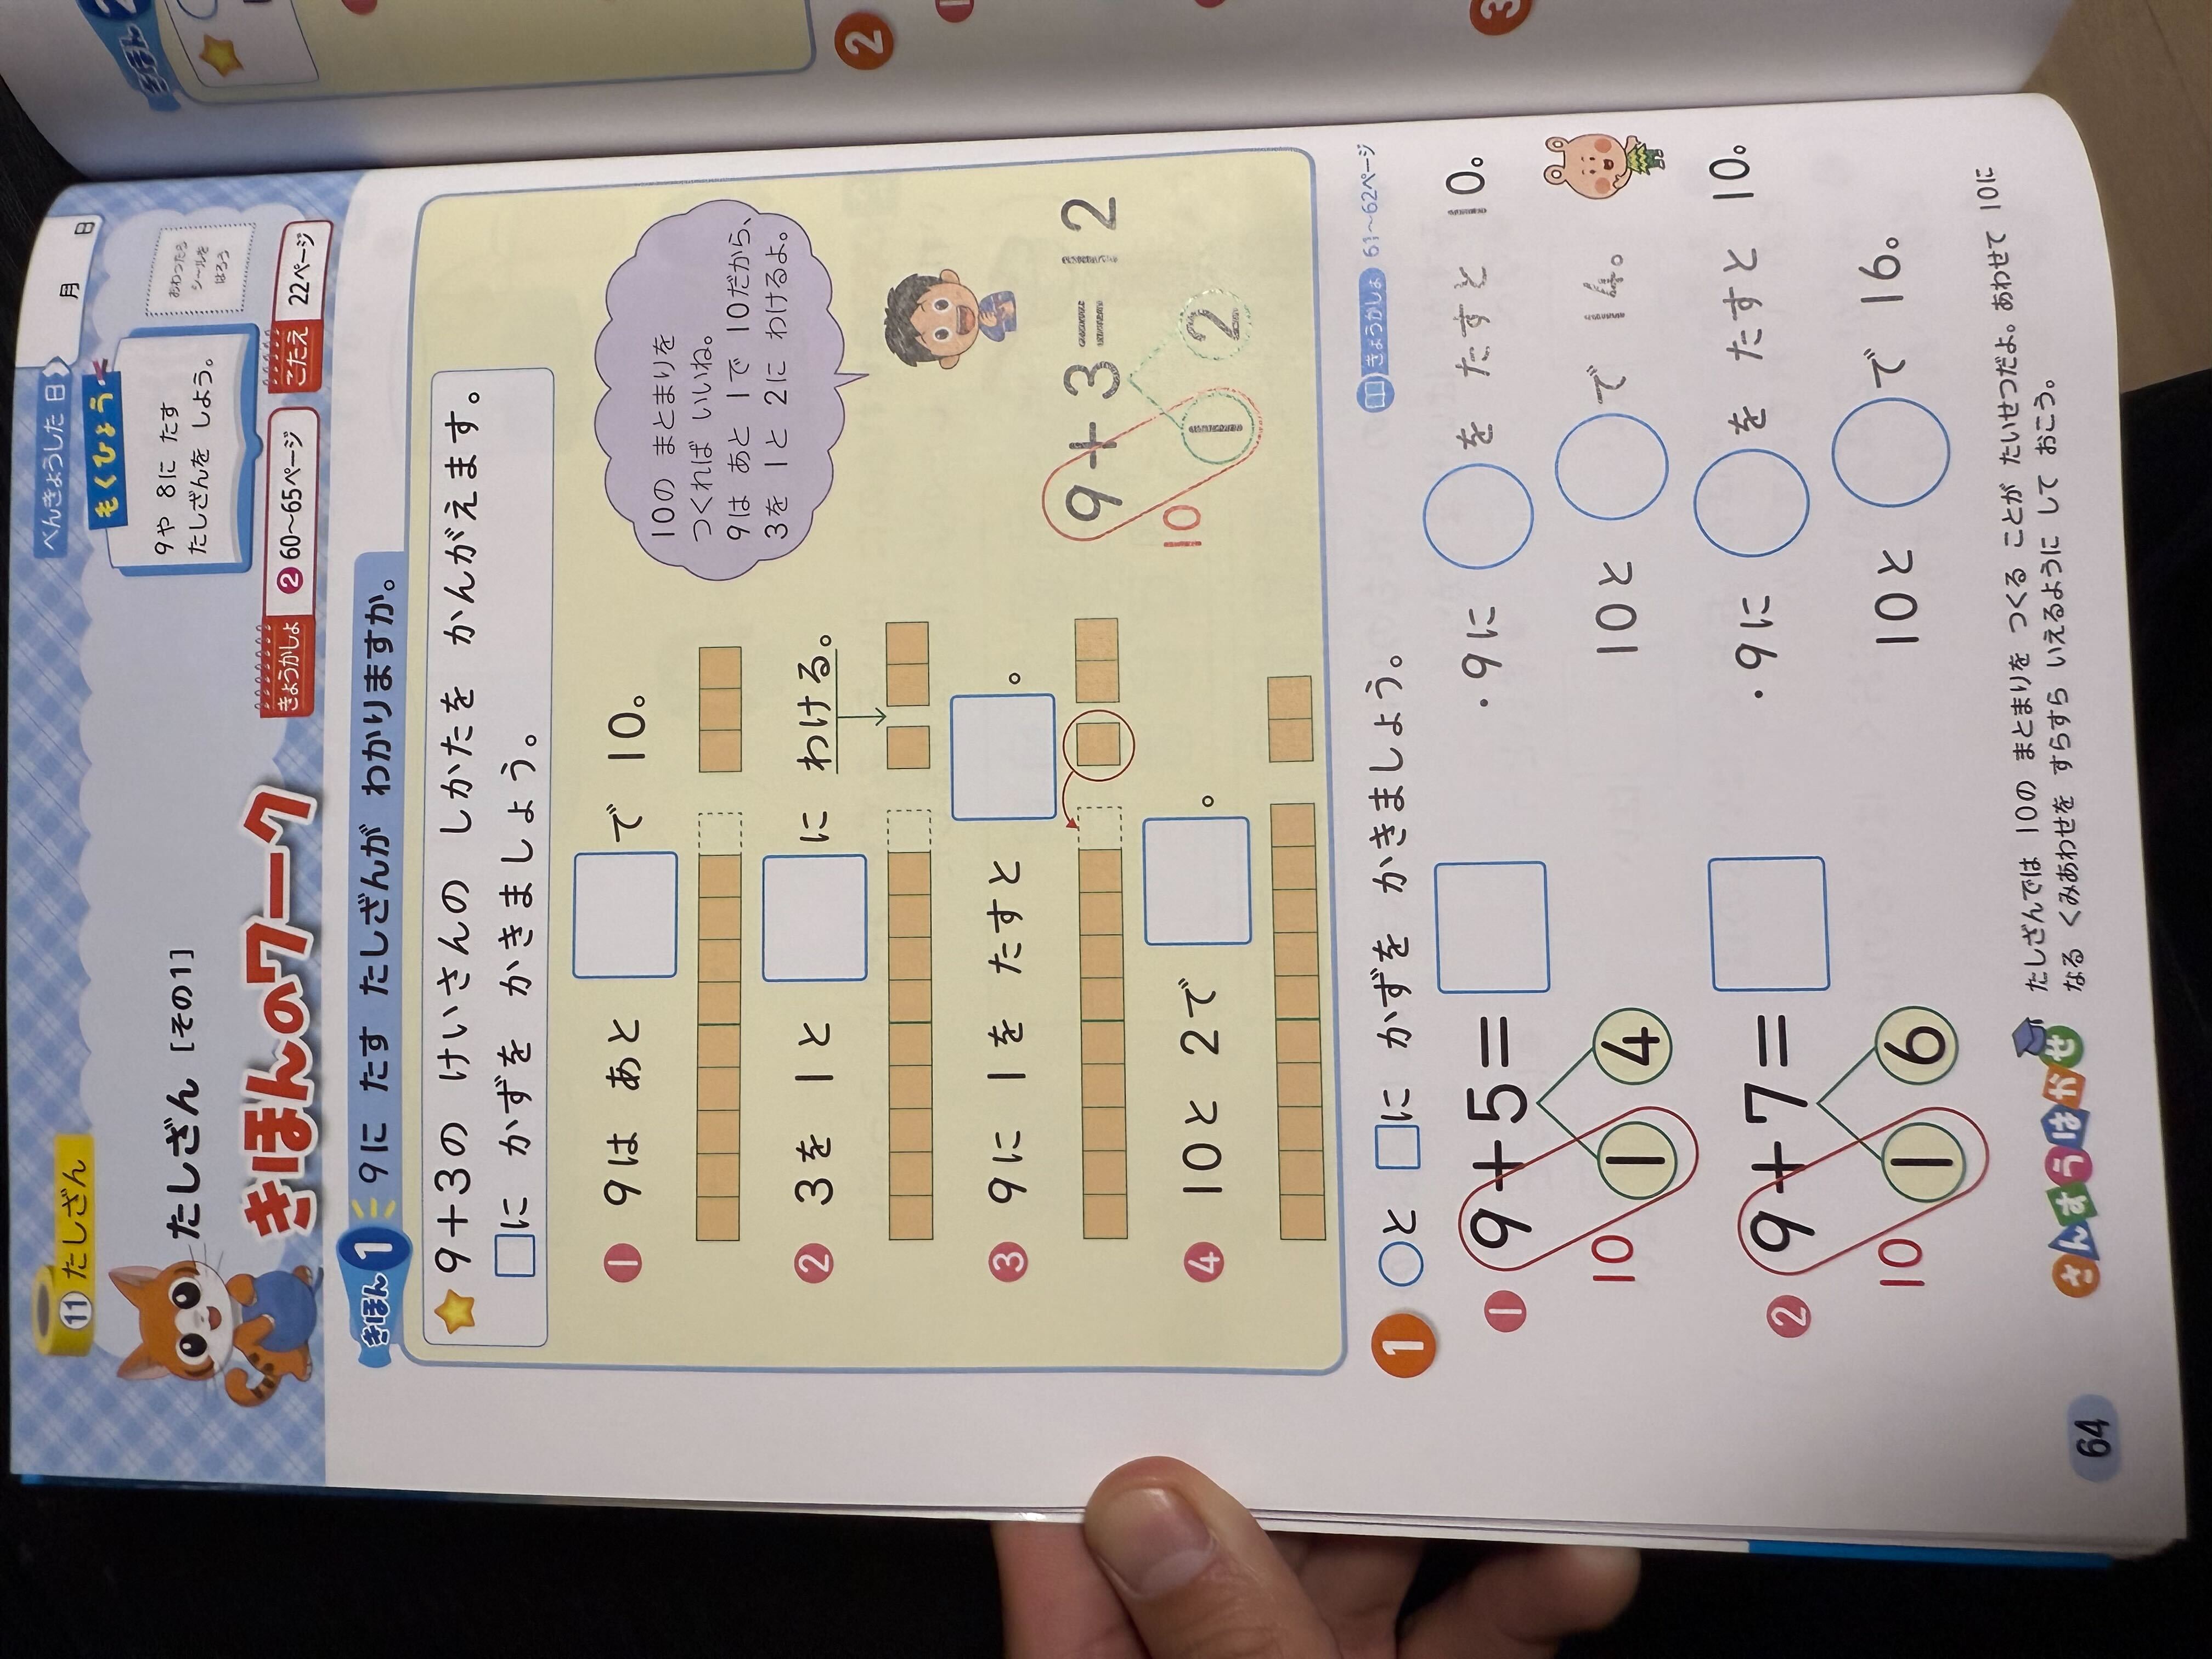 べんきょうした日
月 日
⑪ たしざん
たしざん [その1]
きほんのワーク
もくひょう
9や 8に たす
たしざんを しよう。
おわったら
シールを
はろう
きょうかしょ ② 60〜65ページ
こたえ 22ページ
きほん 1 9に たす たしざんが わかりますか。
9+3の けいさんの しかたを かんがえます。
□に かずを かきましょう。
1 9は あと □ で 10。
2 3を 1と □ に わける。
3 9に 1を たすと □。
4 10と 2で □。
10の まとまりを
つくれば いいね。
9は あと 1で 10だから、
3を 1と 2に わけるよ。
9+3=12
10 1 2
1 ○と □に かずを かきましょう。
きょうかしょ 61〜62ページ
1 9+5= □
10 1 4
・9に ○ を たすと 10。
10と ○ で 14。
2 9+7= □
10 1 6
・9に ○ を たすと 10。
10と ○ で 16。
さんすうはかせ
たしざんでは 10の まとまりを つくる ことが たいせつだよ。あわせて 10に
なる くみあわせを すらすら いえるように して おこう。
64
きほん 2
2
3